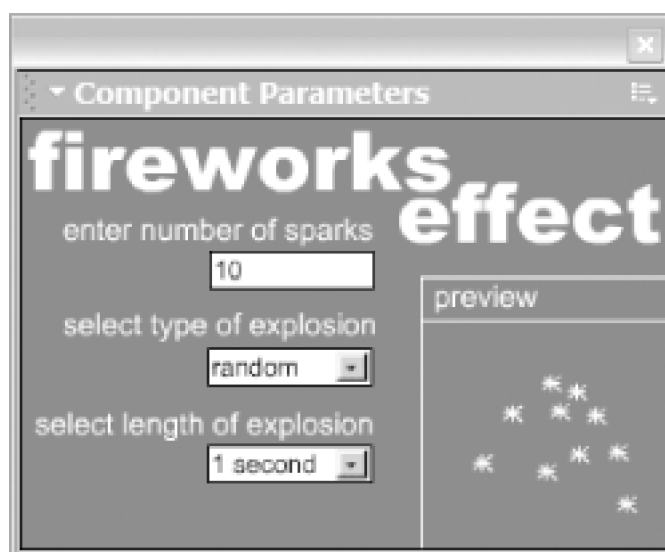 Component Parameters
fireworks
effect
enter number of sparks
10
select type of explosion
random
select length of explosion
1 second
preview